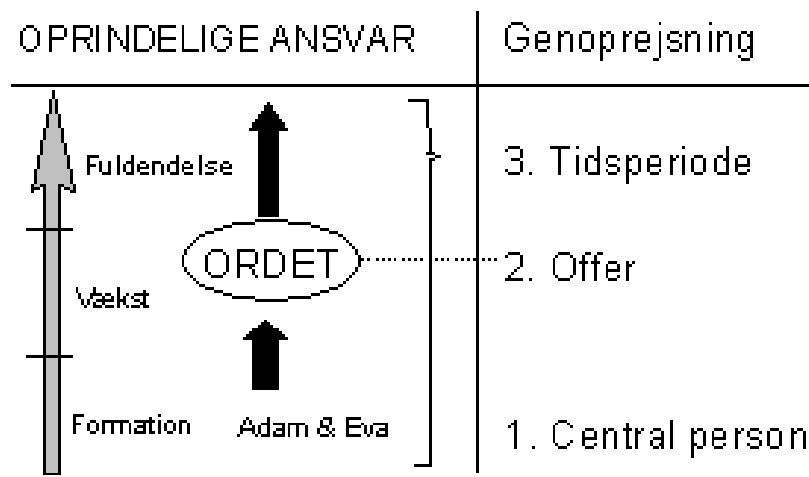 OPRINDELIGE ANSVAR
Genoprejsning
Fuldendelse
3. Tidsperiode
ORDET
2. Offer
Vækst
Formation
Adam & Eva
1. Central person